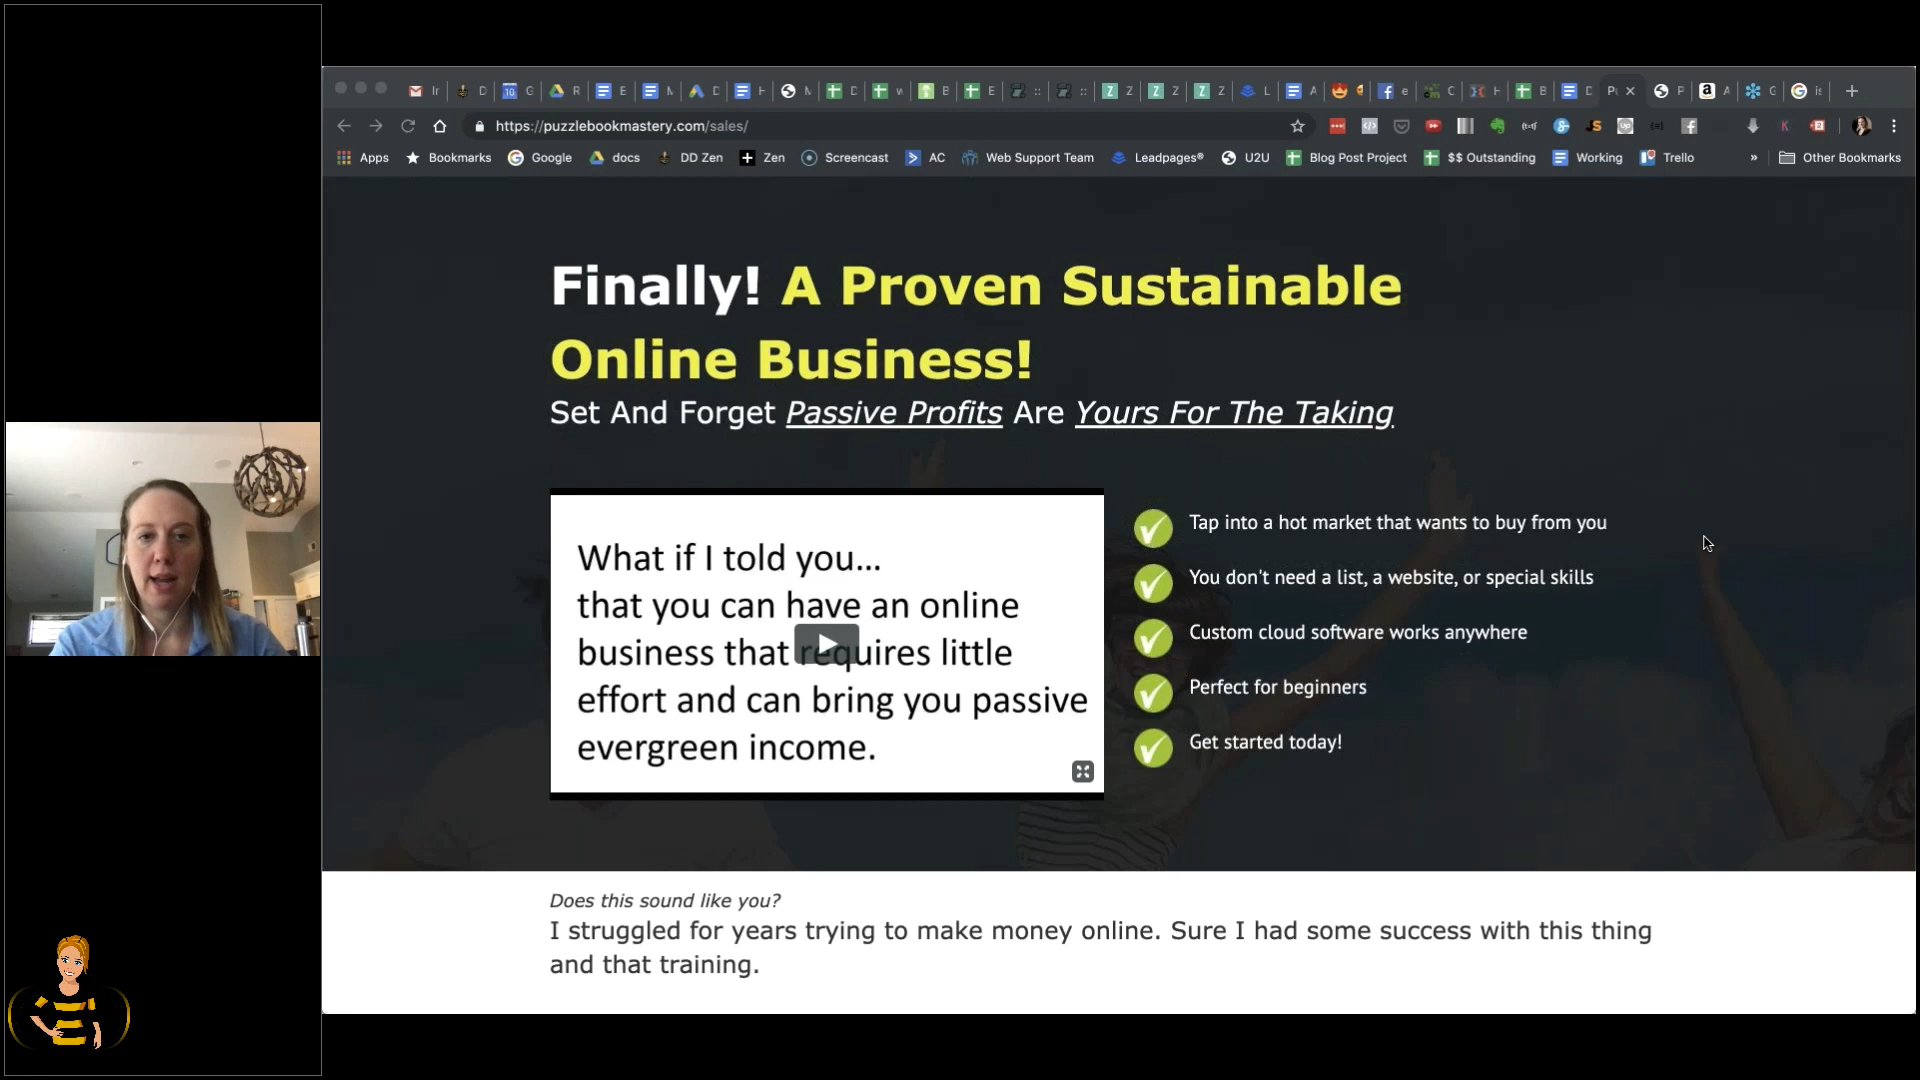 Ir
D
G
R
E
D
H
D
w
B
E
::
::
Z
Z
Z
L
A
e
C
H
B
D
P
A
G
is
https://puzzlebookmastery.com/sales/
Apps
Bookmarks
Google
docs
DD Zen
Zen
Screencast
AC
Web Support Team
Leadpages®
U2U
Blog Post Project
$$ Outstanding
Working
Trello
»
Other Bookmarks
Finally! A Proven Sustainable
Online Business!
Set And Forget Passive Profits Are Yours For The Taking
What if I told you...
that you can have an online
business that requires little
effort and can bring you passive
evergreen income.
Tap into a hot market that wants to buy from you
You don't need a list, a website, or special skills
Custom cloud software works anywhere
Perfect for beginners
Get started today!
Does this sound like you?
I struggled for years trying to make money online. Sure I had some success with this thing
and that training.